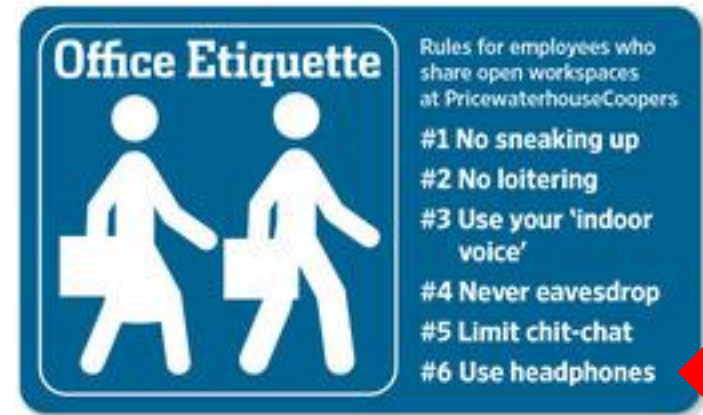 Office Etiquette
Rules for employees who
share open workspaces
at PricewaterhouseCoopers
#1 No sneaking up
#2 No loitering
#3 Use your ‘indoor
voice’
#4 Never eavesdrop
#5 Limit chit-chat
#6 Use headphones